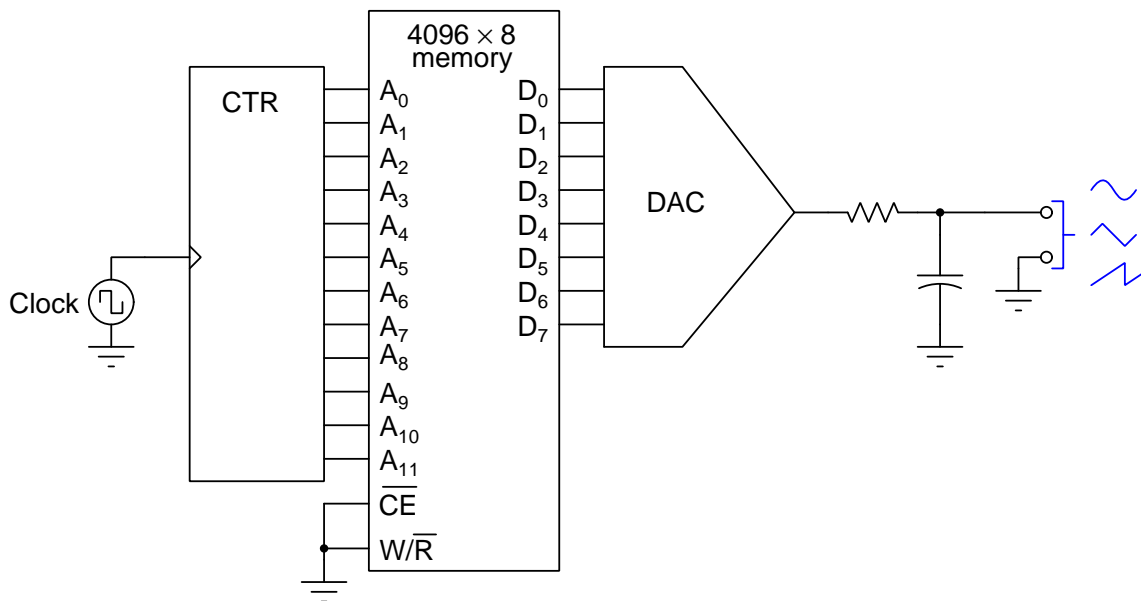 4096 × 8
memory
CTR
A₀
A₁
A₂
A₃
A₄
A₅
A₆
A₇
A₈
A₉
A₁₀
A₁₁
C̅E̅
W/R̅
D₀
D₁
D₂
D₃
D₄
D₅
D₆
D₇
DAC
Clock